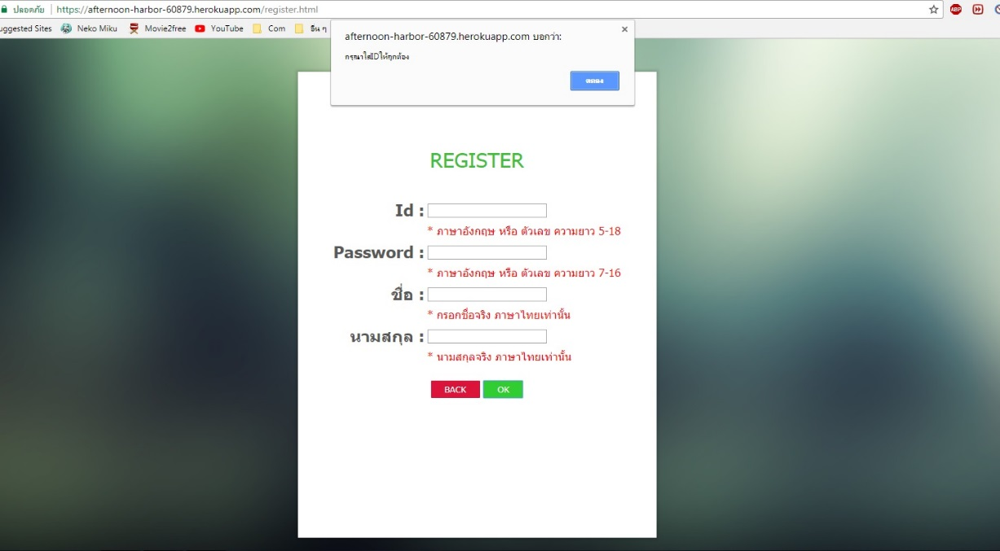 ปลอดภัย | https://afternoon-harbor-60879.herokuapp.com/register.html
ABP
uggested Sites Neko Miku Movie2free YouTube Com อื่น ๆ
afternoon-harbor-60879.herokuapp.com บอกว่า:
กรุณาใส่IDให้ถูกต้อง
ตกลง
REGISTER
Id :
* ภาษาอังกฤษ หรือ ตัวเลข ความยาว 5-18
Password :
* ภาษาอังกฤษ หรือ ตัวเลข ความยาว 7-16
ชื่อ :
* กรอกชื่อจริง ภาษาไทยเท่านั้น
นามสกุล :
* นามสกุลจริง ภาษาไทยเท่านั้น
BACK OK